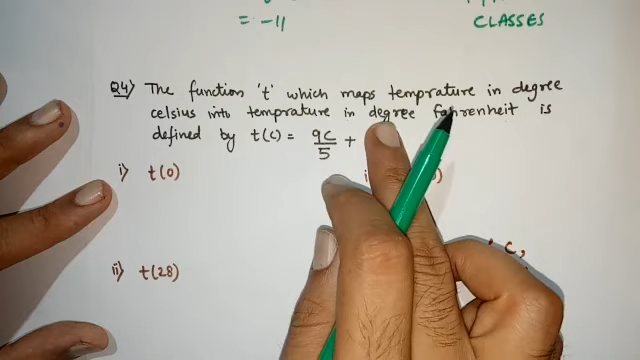 = -11
CLASSES
Q4) The function 't' which maps temprature in degree
celsius into temprature in degree fahrenheit is
defined by t(c) = 9c/5 +
i) t(0)
ii) t(28)